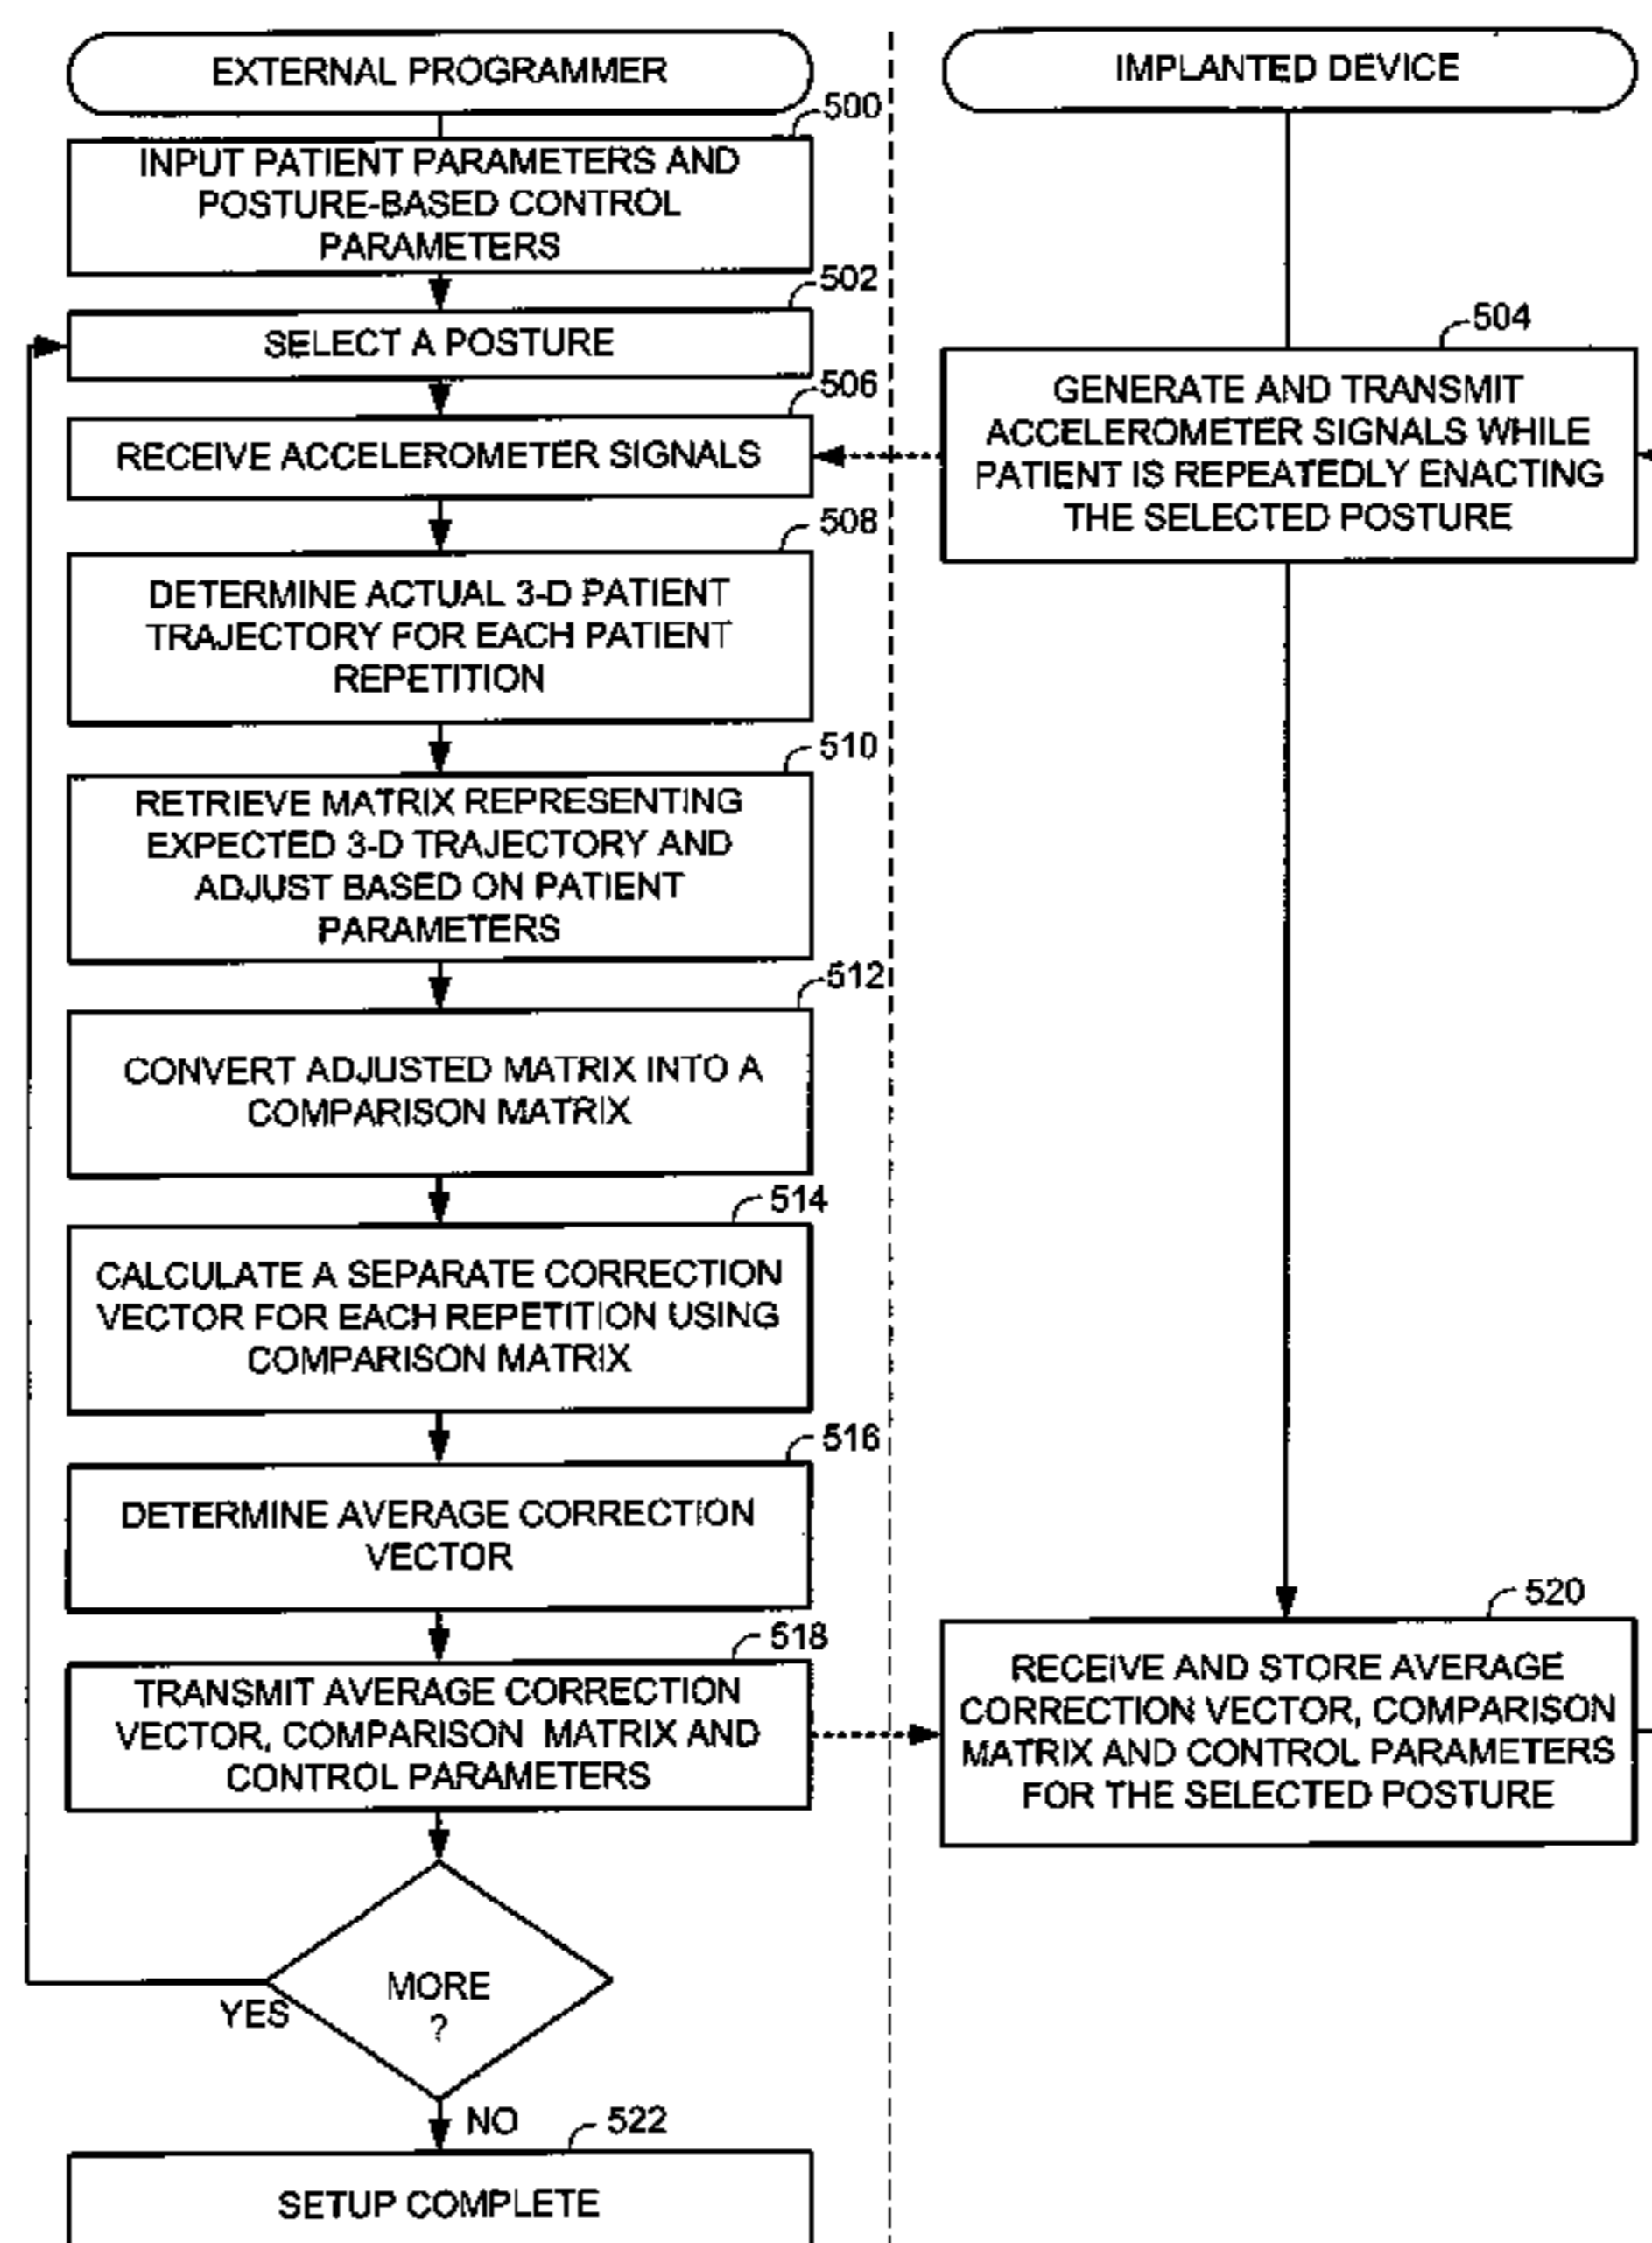 EXTERNAL PROGRAMMER
500
INPUT PATIENT PARAMETERS AND
POSTURE-BASED CONTROL
PARAMETERS
502
SELECT A POSTURE
506
RECEIVE ACCELEROMETER SIGNALS
508
DETERMINE ACTUAL 3-D PATIENT
TRAJECTORY FOR EACH PATIENT
REPETITION
510
RETRIEVE MATRIX REPRESENTING
EXPECTED 3-D TRAJECTORY AND
ADJUST BASED ON PATIENT
PARAMETERS
512
CONVERT ADJUSTED MATRIX INTO A
COMPARISON MATRIX
514
CALCULATE A SEPARATE CORRECTION
VECTOR FOR EACH REPETITION USING
COMPARISON MATRIX
516
DETERMINE AVERAGE CORRECTION
VECTOR
518
TRANSMIT AVERAGE CORRECTION
VECTOR, COMPARISON MATRIX AND
CONTROL PARAMETERS
MORE
?
YES
NO
522
SETUP COMPLETE
IMPLANTED DEVICE
504
GENERATE AND TRANSMIT
ACCELEROMETER SIGNALS WHILE
PATIENT IS REPEATEDLY ENACTING
THE SELECTED POSTURE
520
RECEIVE AND STORE AVERAGE
CORRECTION VECTOR, COMPARISON
MATRIX AND CONTROL PARAMETERS
FOR THE SELECTED POSTURE